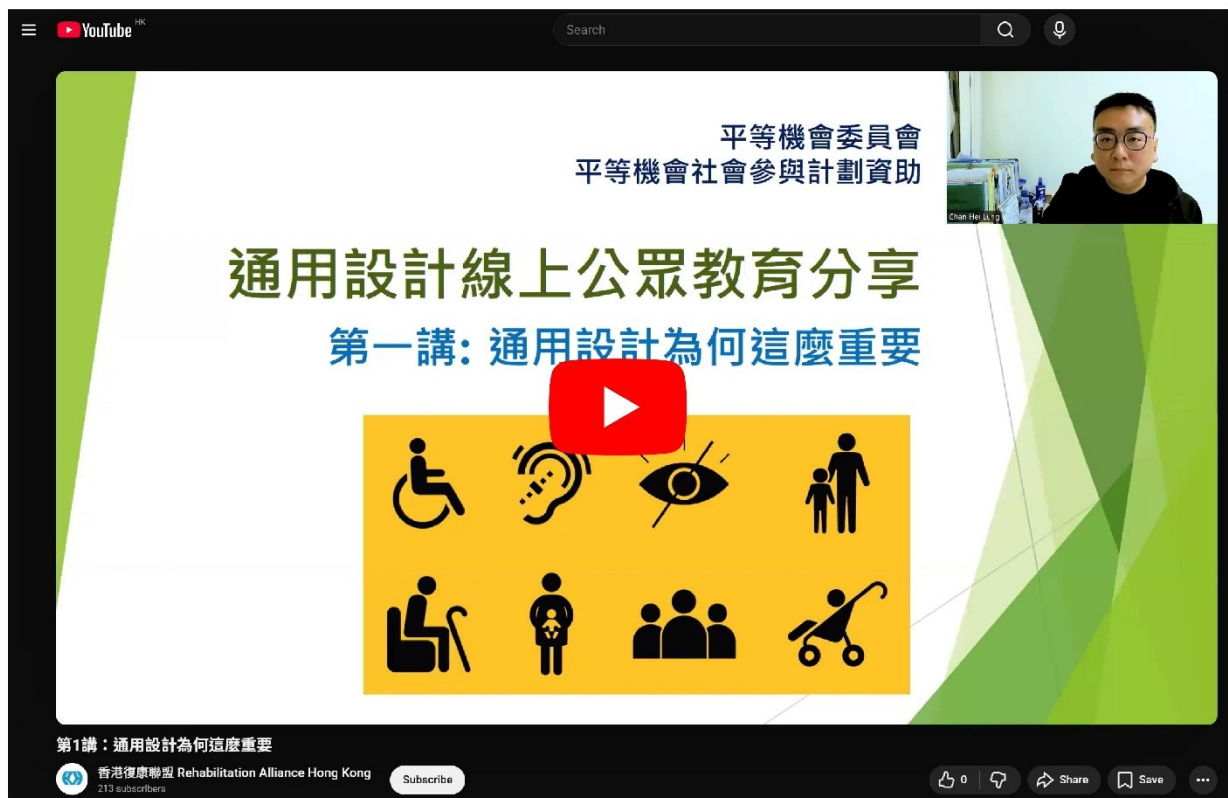 YouTube HK
Search
平等機會委員會
平等機會社會參與計劃資助
Chan Hei Lung
通用設計線上公眾教育分享
第一講: 通用設計為何這麼重要
第1講：通用設計為何這麼重要
香港復康聯盟 Rehabilitation Alliance Hong Kong
213 subscribers
Subscribe
0
Share
Save